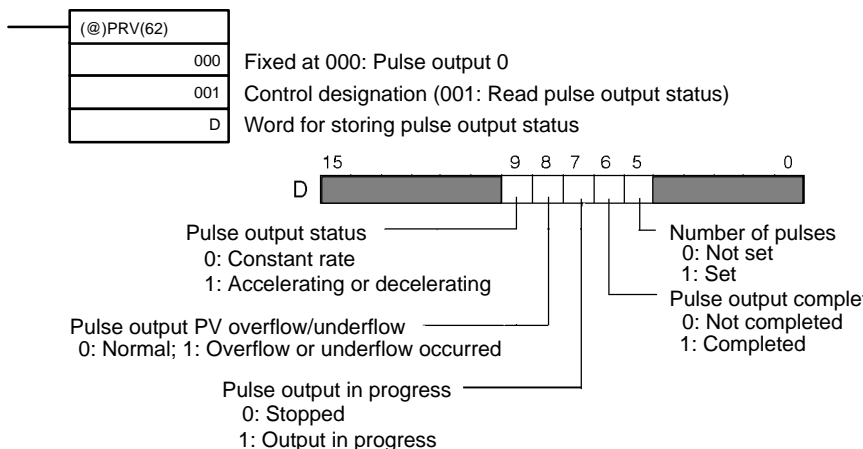 (@)PRV(62)
000 Fixed at 000: Pulse output 0
001 Control designation (001: Read pulse output status)
D Word for storing pulse output status
15 9 8 7 6 5 0
D
Pulse output status
0: Constant rate
1: Accelerating or decelerating
Number of pulses
0: Not set
1: Set
Pulse output complet
0: Not completed
1: Completed
Pulse output PV overflow/underflow
0: Normal; 1: Overflow or underflow occurred
Pulse output in progress
0: Stopped
1: Output in progress